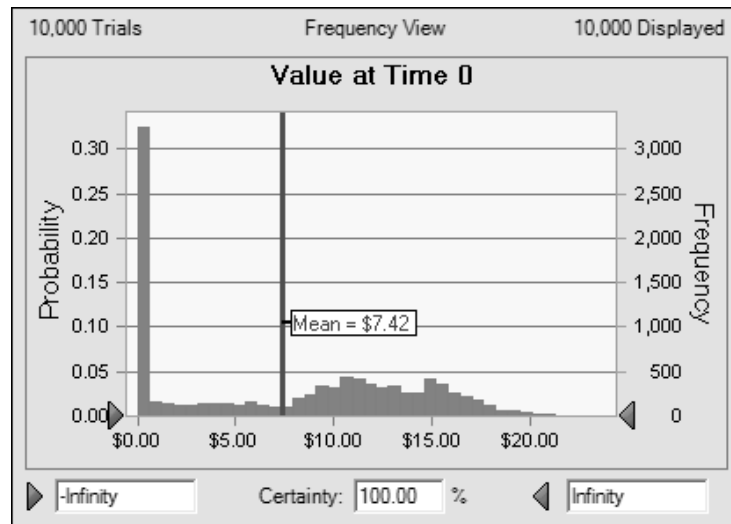 10,000 Trials Frequency View 10,000 Displayed
Value at Time 0
Probability
0.30
0.25
0.20
0.15
0.10
0.05
0.00
Mean = $7.42
3,000
2,500
2,000
1,500
1,000
500
0
Frequency
$0.00 $5.00 $10.00 $15.00 $20.00
-Infinity Certainty: 100.00 % Infinity